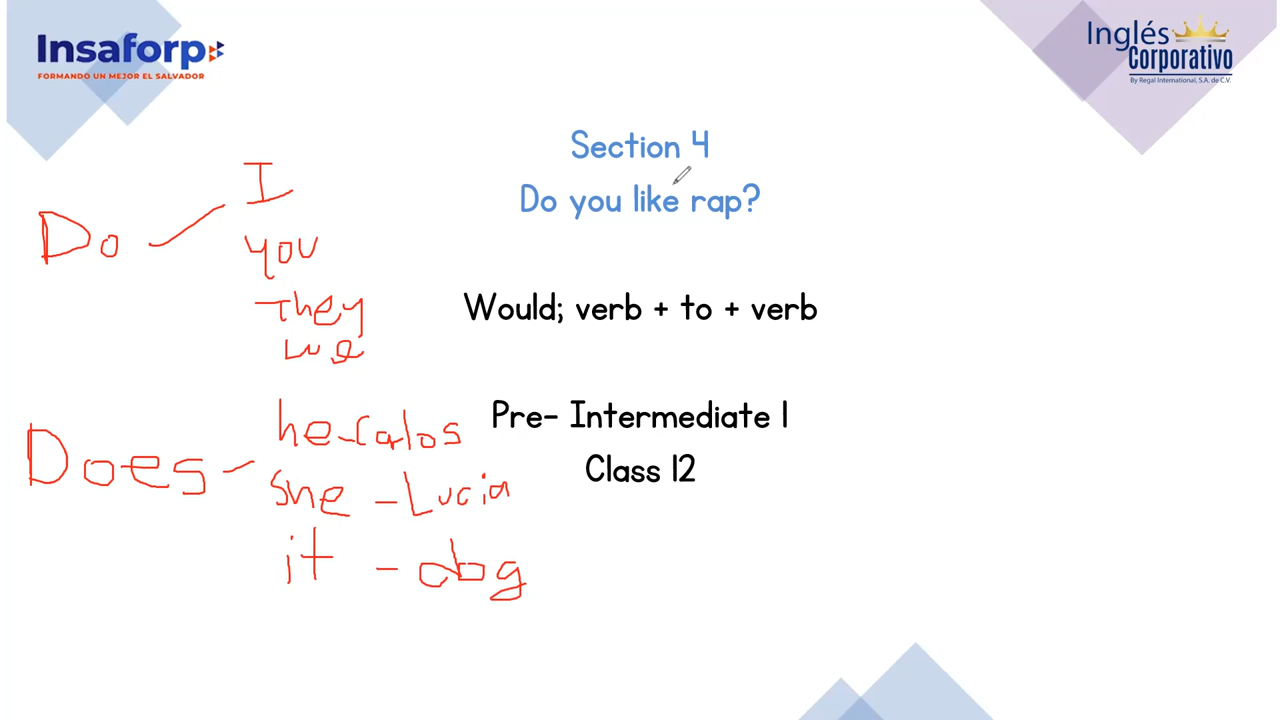 Insaforp
FORMANDO UN MEJOR EL SALVADOR
Inglés
Corporativo
By Regal International, S.A. de C.V.
Section 4
Do you like rap?
Would; verb + to + verb
Pre- Intermediate 1
Class 12
Do
I
you
They
we
Does
he-Calos
she - Lucia
it - dog